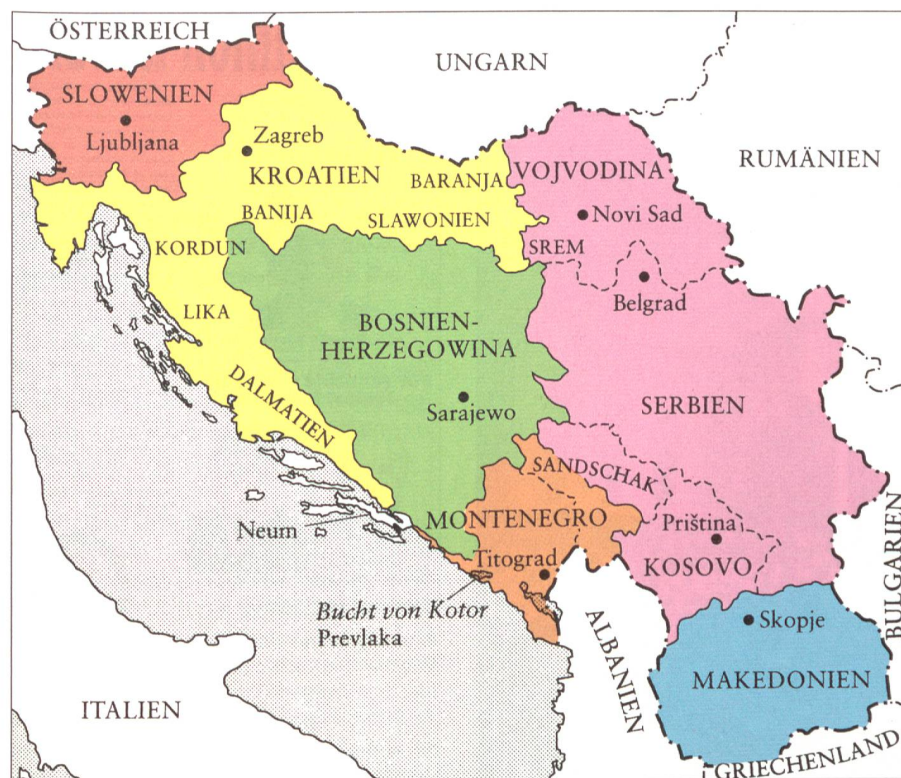 ÖSTERREICH
UNGARN
SLOWENIEN
Ljubljana
Zagreb
KROATIEN
BARANJA
VOJVODINA
RUMÄNIEN
BANIJA
SLAWONIEN
Novi Sad
KORDUN
SREM
Belgrad
LIKA
BOSNIEN-
HERZEGOWINA
DALMATIEN
Sarajewo
SERBIEN
SANDSCHAK
Neum
MONTENEGRO
Priština
Titograd
KOSOVO
BULGARIEN
Bucht von Kotor
Prevlaka
ALBANIEN
Skopje
MAKEDONIEN
ITALIEN
GRIECHENLAND